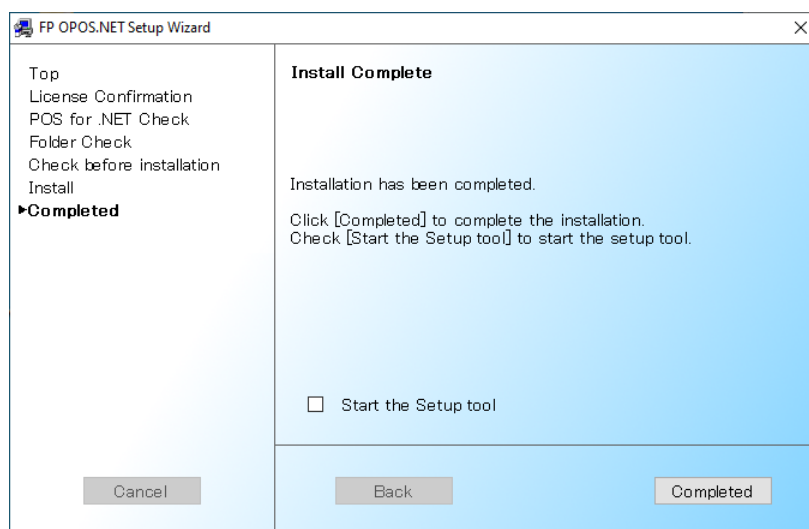 FP OPOS.NET Setup Wizard
Top
License Confirmation
POS for .NET Check
Folder Check
Check before installation
Install
▶Completed
Install Complete
Installation has been completed.
Click [Completed] to complete the installation.
Check [Start the Setup tool] to start the setup tool.
Start the Setup tool
Cancel
Back
Completed